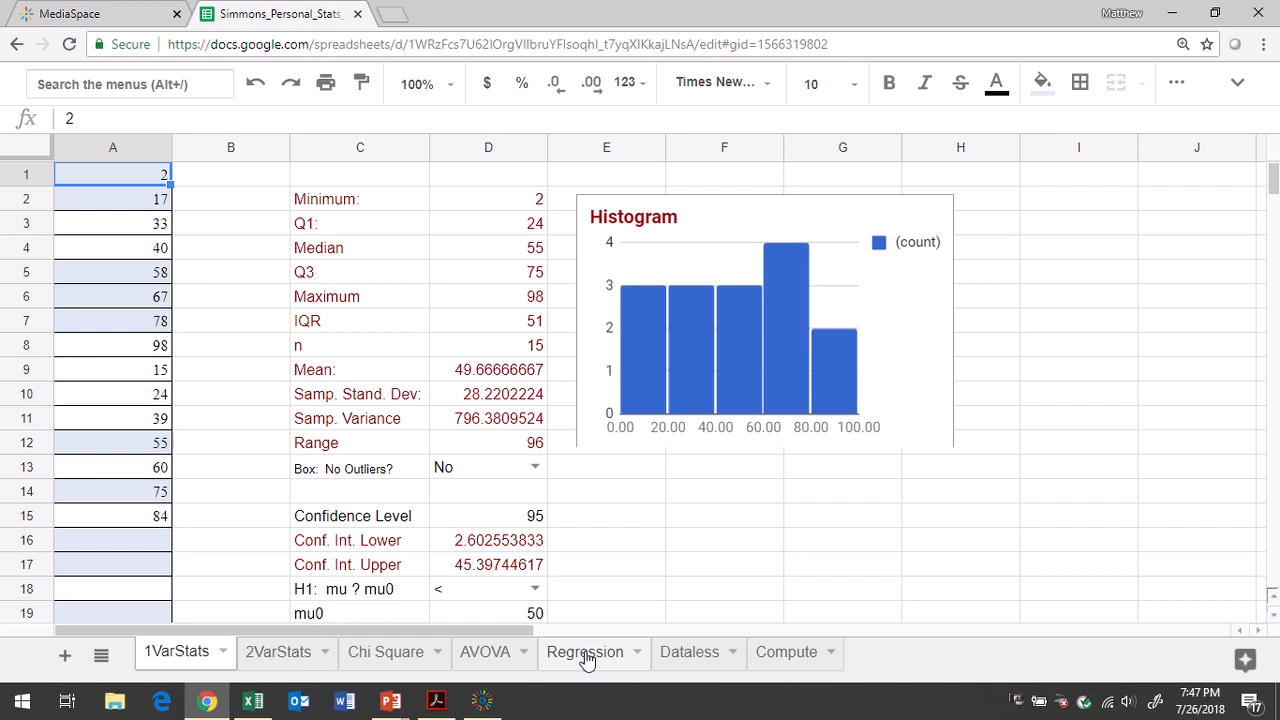 MediaSpace
Simmons_Personal_Stats_
Matthew
Secure
https://docs.google.com/spreadsheets/d/1WRzFcs7U62IOrgVIIbruYFlsoqhI_t7yqXIKkajLNsA/edit#gid=1566319802
Search the menus (Alt+/)
100%
$ % .0 .00 123
Times New...
10
B I S A
fx 2
A B C D E F G H I J
1 2
2 17 Minimum: 2
3 33 Q1: 24
4 40 Median 55
5 58 Q3 75
6 67 Maximum 98
7 78 IQR 51
8 98 n 15
9 15 Mean: 49.66666667
10 24 Samp. Stand. Dev: 28.2202224
11 39 Samp. Variance 796.3809524
12 55 Range 96
13 60 Box: No Outliers? No
14 75
15 84 Confidence Level 95
16 Conf. Int. Lower 2.602553833
17 Conf. Int. Upper 45.39744617
18 H1: mu ? mu0 <
19 mu0 50
Histogram
(count)
4
3
2
1
0
0.00 20.00 40.00 60.00 80.00 100.00
1VarStats 2VarStats Chi Square AVOVA Regression Dataless Compute
7:47 PM
7/26/2018
17